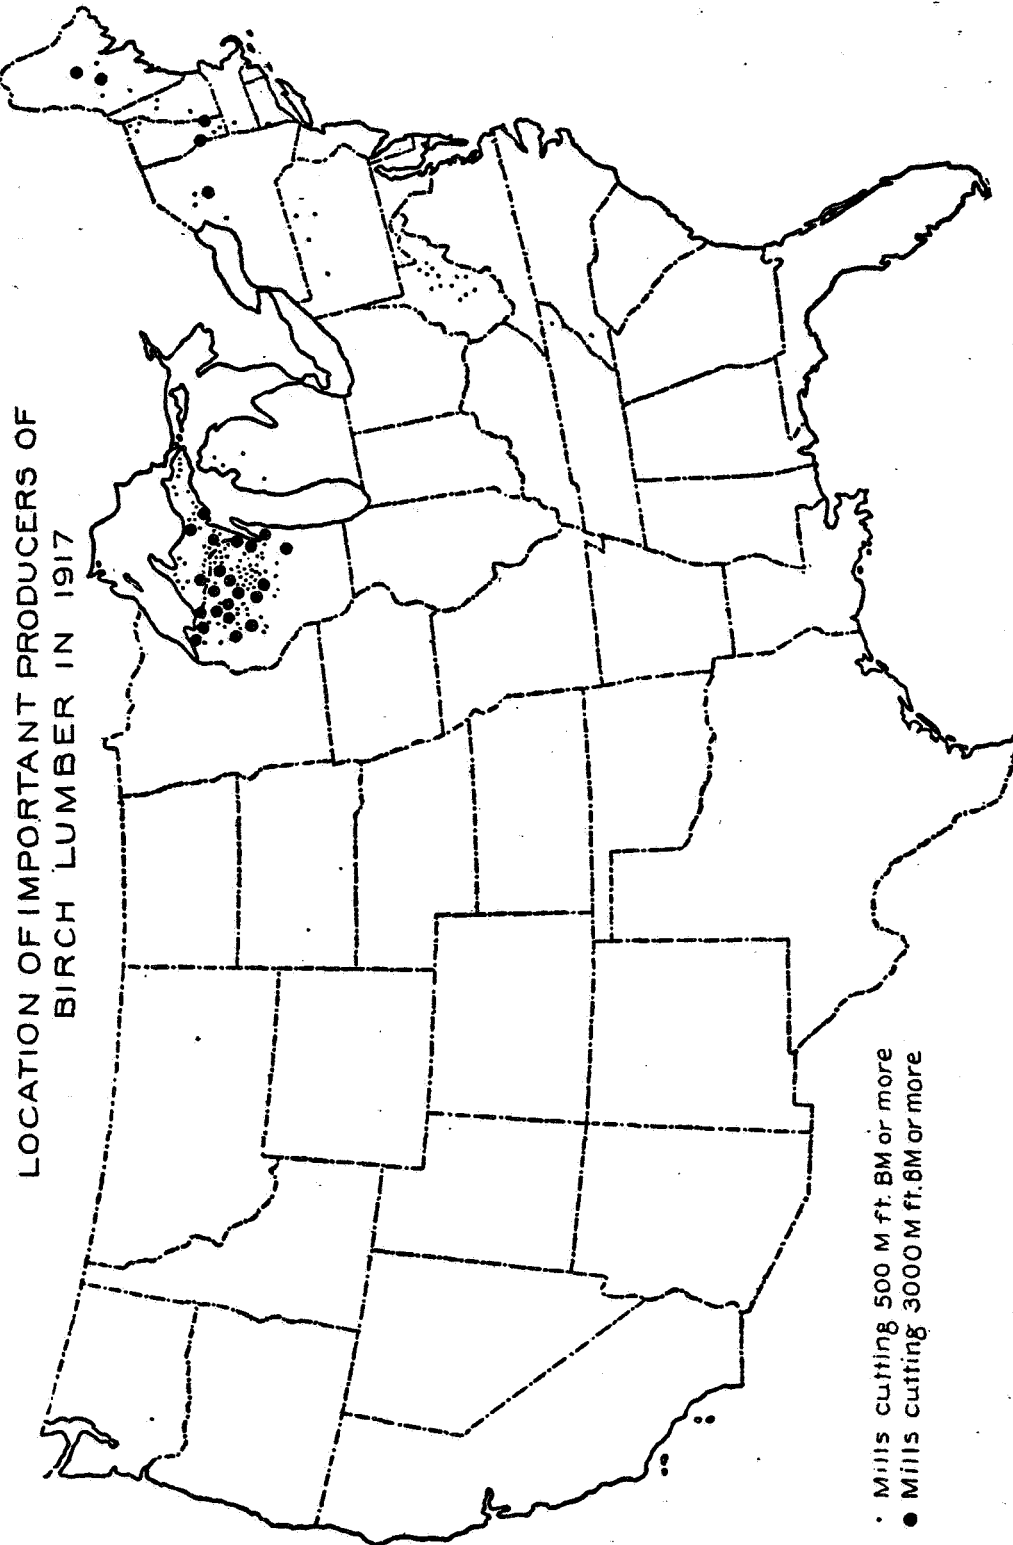 LOCATION OF IMPORTANT PRODUCERS OF
BIRCH LUMBER IN 1917
Mills cutting 500 M ft. BM or more
Mills cutting 3000 M ft. BM or more